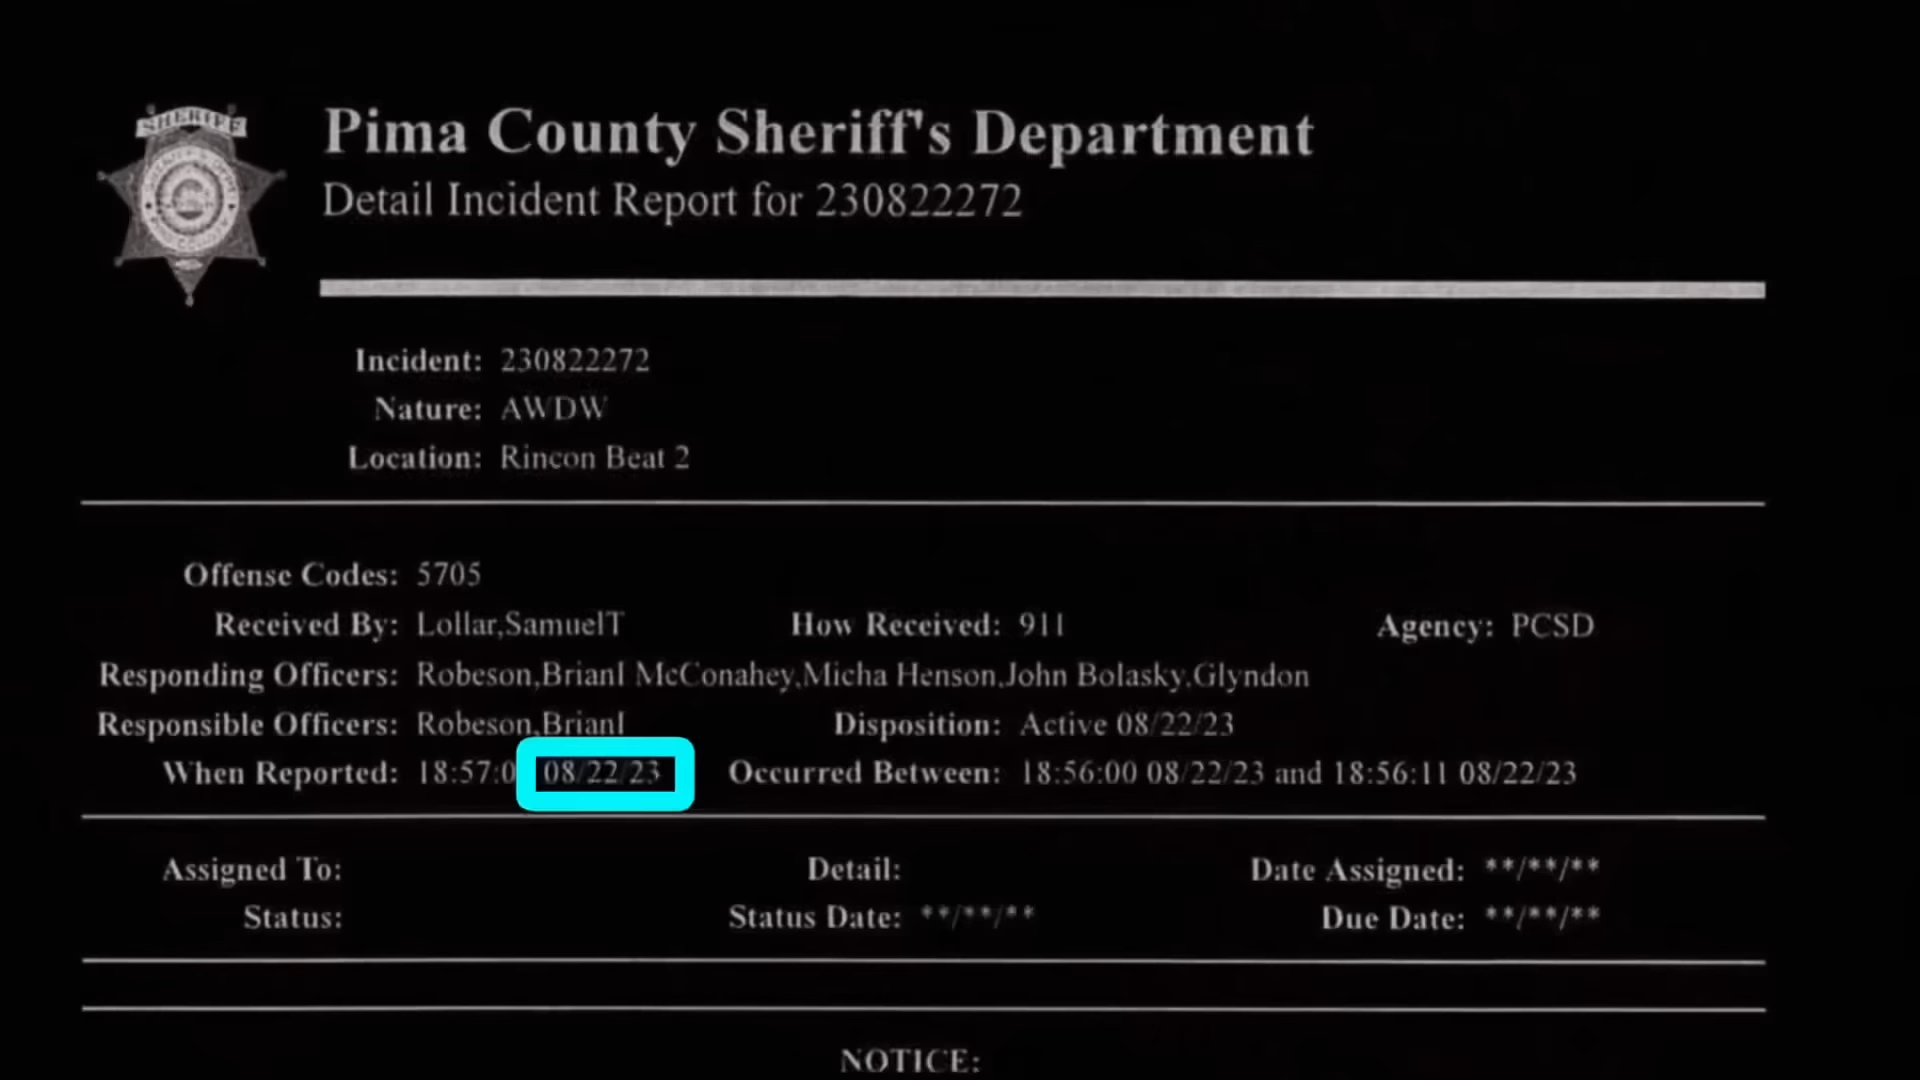 SHERIFF
Pima County Sheriff's Department
Detail Incident Report for 230822272
Incident: 230822272
Nature: AWDW
Location: Rincon Beat 2
Offense Codes: 5705
Received By: Lollar,SamuelT How Received: 911 Agency: PCSD
Responding Officers: Robeson,BrianI McConahey,Micha Henson,John Bolasky,Glyndon
Responsible Officers: Robeson,BrianI Disposition: Active 08/22/23
When Reported: 18:57:0 08/22/23 Occurred Between: 18:56:00 08/22/23 and 18:56:11 08/22/23
Assigned To: Detail: Date Assigned: **/**/**
Status: Status Date: **/**/** Due Date: **/**/**
NOTICE: